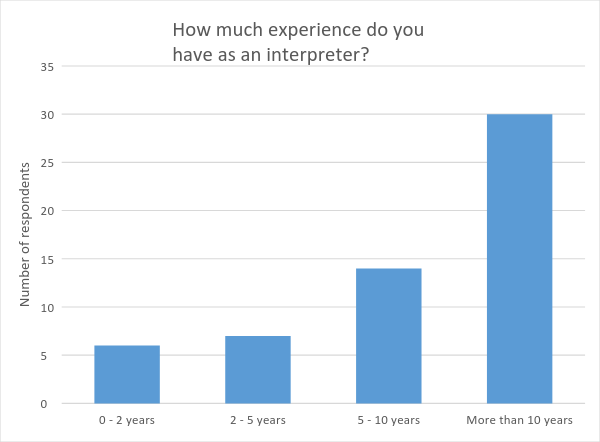 How much experience do you
have as an interpreter?
35
30
25
20
15
10
5
0
Number of respondents
0 - 2 years
2 - 5 years
5 - 10 years
More than 10 years